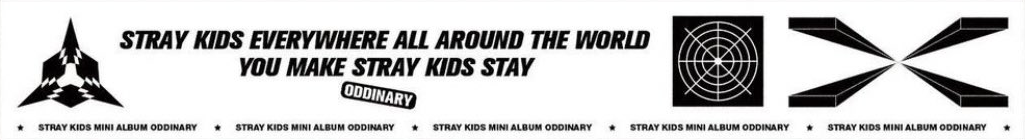 STRAY KIDS EVERYWHERE ALL AROUND THE WORLD
YOU MAKE STRAY KIDS STAY
ODDINARY
★ STRAY KIDS MINI ALBUM ODDINARY ★ STRAY KIDS MINI ALBUM ODDINARY ★ STRAY KIDS MINI ALBUM ODDINARY ★ STRAY KIDS MINI ALBUM ODDINARY ★ STRAY KIDS MINI ALBUM ODDINARY ★